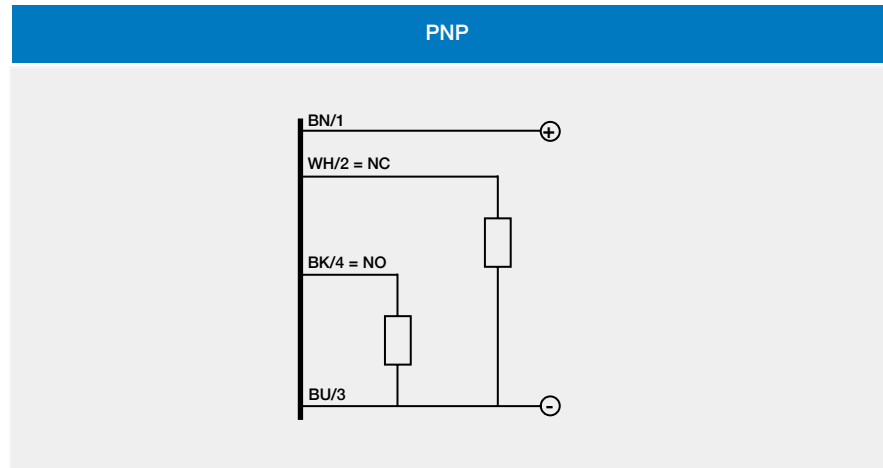 PNP
BN/1
+
WH/2 = NC
BK/4 = NO
BU/3
-